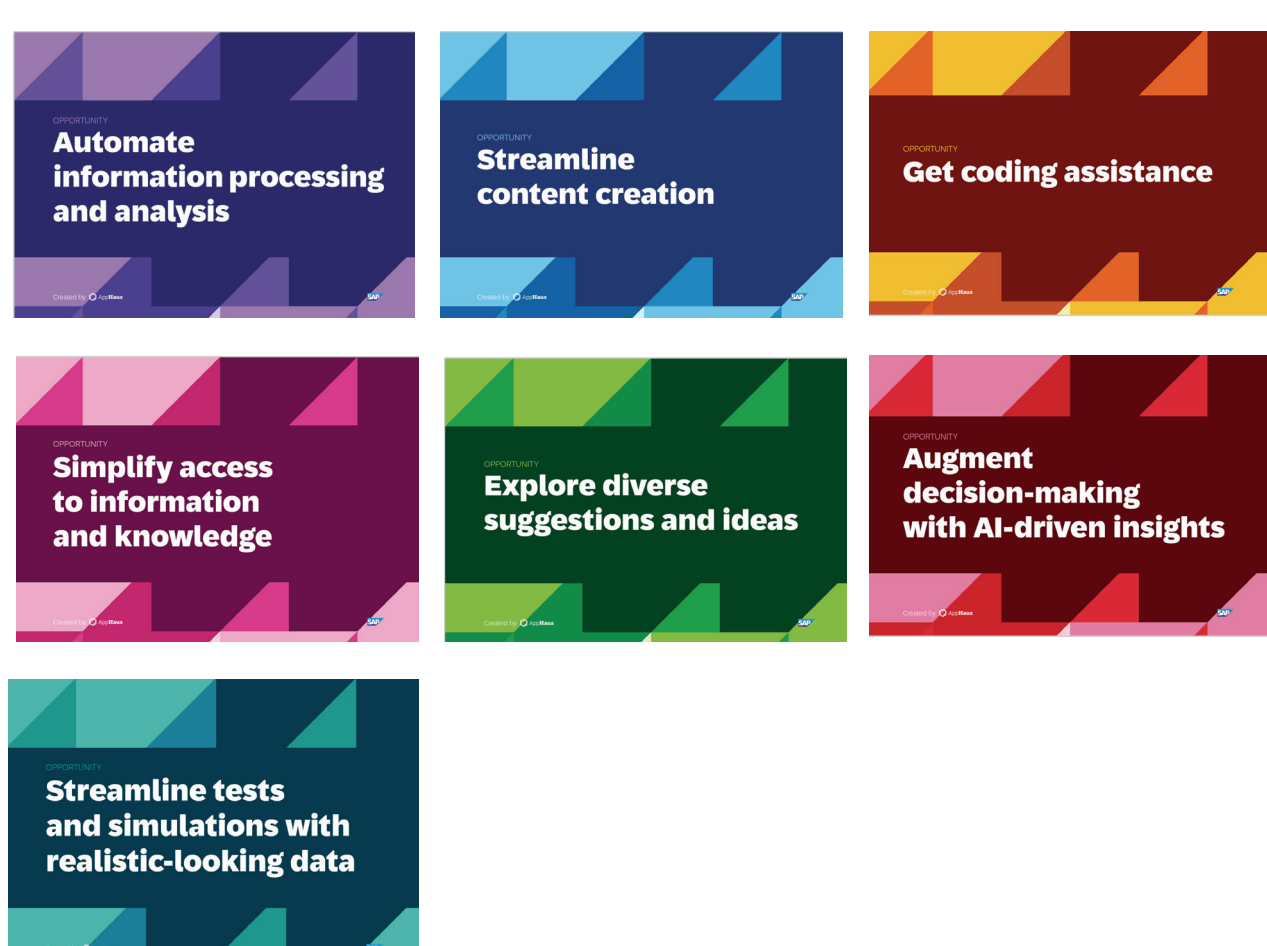 OPPORTUNITY
Automate
information processing
and analysis
Created by AppHaus
SAP
OPPORTUNITY
Streamline
content creation
Created by AppHaus
SAP
OPPORTUNITY
Get coding assistance
Created by AppHaus
SAP
OPPORTUNITY
Simplify access
to information
and knowledge
Created by AppHaus
SAP
OPPORTUNITY
Explore diverse
suggestions and ideas
Created by AppHaus
SAP
OPPORTUNITY
Augment
decision-making
with AI-driven insights
Created by AppHaus
SAP
OPPORTUNITY
Streamline tests
and simulations with
realistic-looking data